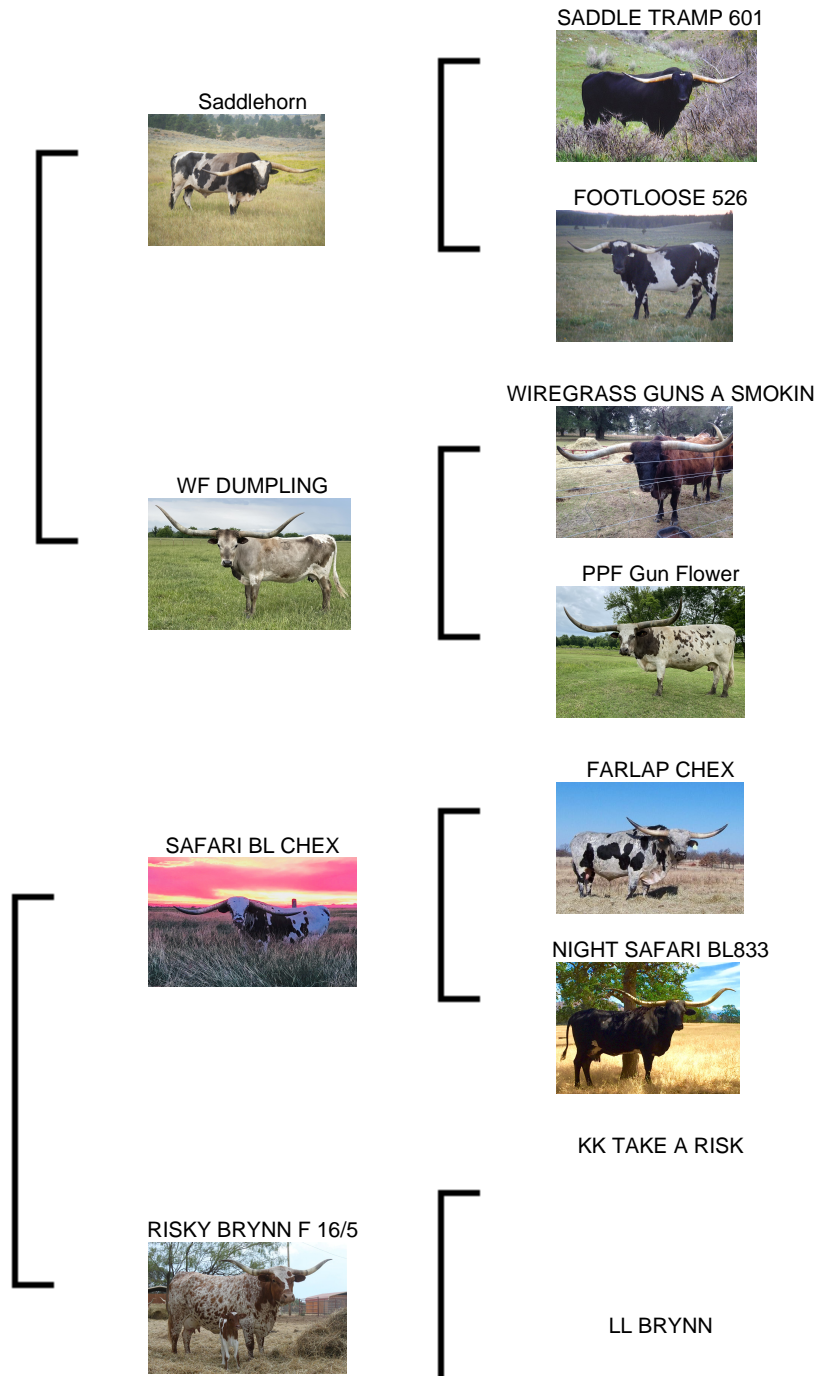 SADDLE TRAMP 601
Saddlehorn
FOOTLOOSE 526
WIREGRASS GUNS A SMOKIN
WF DUMPLING
PPF Gun Flower
FARLAP CHEX
SAFARI BL CHEX
NIGHT SAFARI BL833
KK TAKE A RISK
RISKY BRYNN F 16/5
LL BRYNN